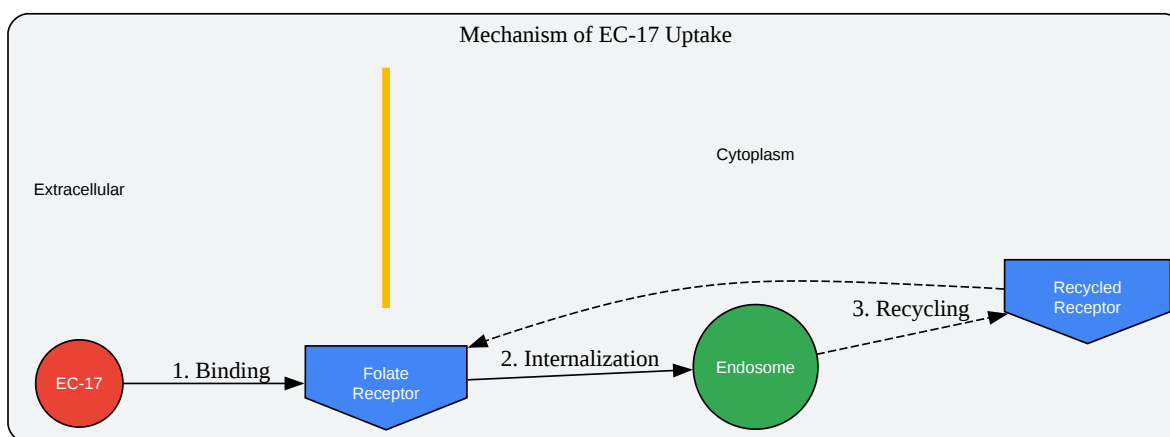 Mechanism of EC-17 Uptake
Cytoplasm
Extracellular
Recycled
Receptor
3. Recycling
2. Internalization
1. Binding
EC-17
Folate
Receptor
Endosome